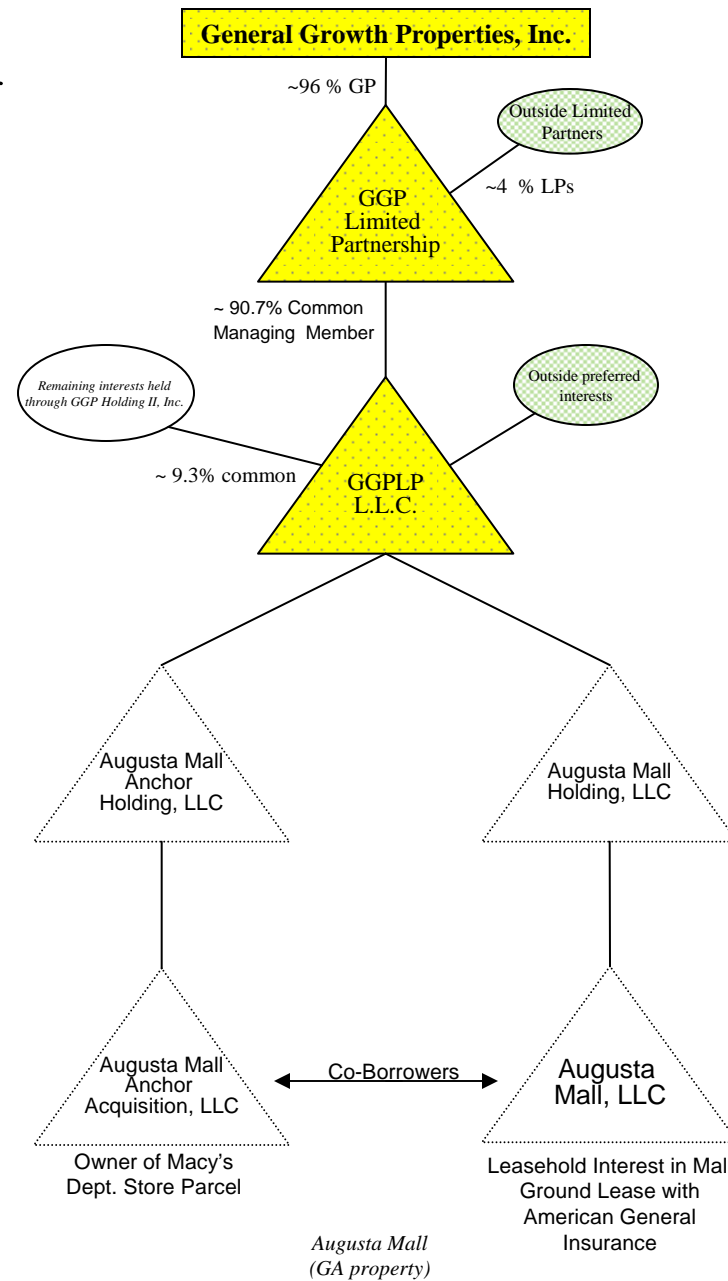 General Growth Properties, Inc.
~96 % GP
Outside Limited
Partners
~4 % LPs
GGP
Limited
Partnership
~ 90.7% Common
Managing Member
Remaining interests held
through GGP Holding II, Inc.
Outside preferred
interests
~ 9.3% common
GGPLP
L.L.C.
Augusta Mall
Anchor
Holding, LLC
Augusta Mall
Holding, LLC
Augusta Mall
Anchor
Acquisition, LLC
Co-Borrowers
Augusta
Mall, LLC
Owner of Macy's
Dept. Store Parcel
Leasehold Interest in Mal
Ground Lease with
American General
Insurance
Augusta Mall
(GA property)